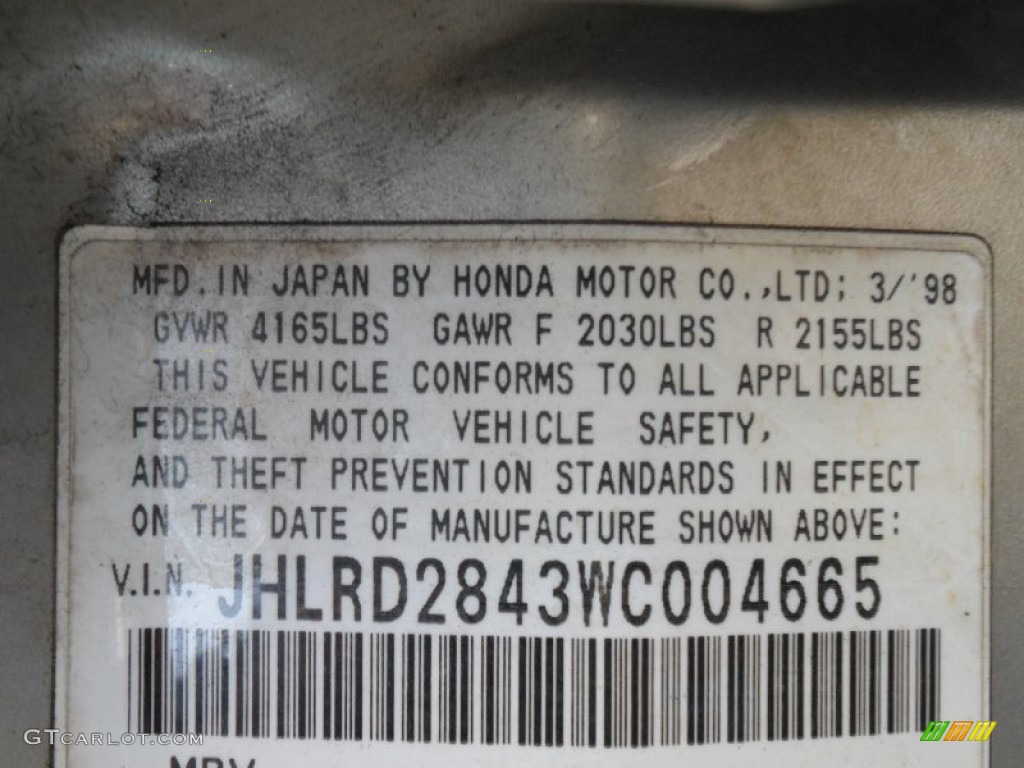 MFD. IN JAPAN BY HONDA MOTOR CO.,LTD; 3/'98
GVWR 4165LBS GAWR F 2030LBS R 2155LBS
THIS VEHICLE CONFORMS TO ALL APPLICABLE
FEDERAL MOTOR VEHICLE SAFETY,
AND THEFT PREVENTION STANDARDS IN EFFECT
ON THE DATE OF MANUFACTURE SHOWN ABOVE:
V.I.N. JHLRD2843WC004665
GTCARLOT.COM
MPV